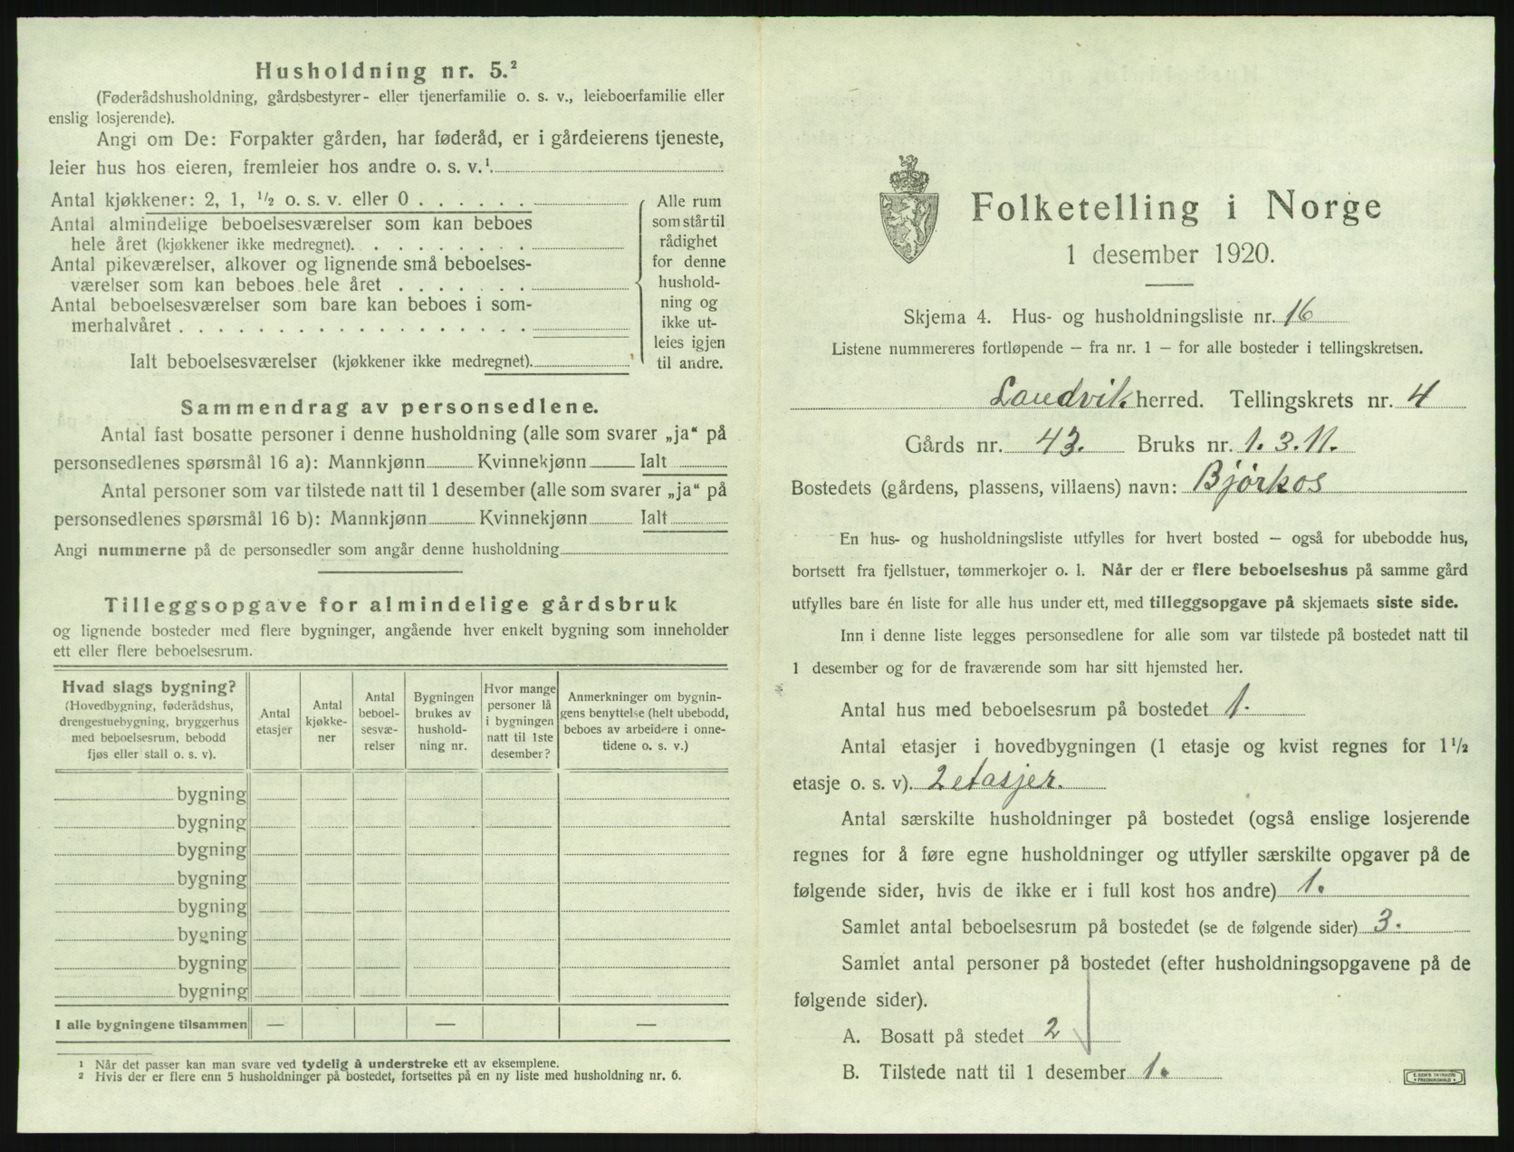 Husholdning nr. 5.²
(Føderådshusholdning, gårdsbestyrer- eller tjenerfamilie o. s. v., leieboerfamilie eller
enslig losjerende).
Angi om De: Forpakter gården, har føderåd, er i gårdeierens tjeneste,
leier hus hos eieren, fremleier hos andre o. s. v.¹
Antal kjøkkener: 2, 1, ½ o. s. v. eller 0
Antal almindelige beboelsesværelser som kan beboes
hele året (kjøkkener ikke medregnet).
Antal pikeværelser, alkover og lignende små beboelses-
værelser som kan beboes hele året
Antal beboelsesværelser som bare kan beboes i som-
merhalvåret
Ialt beboelsesværelser (kjøkkener ikke medregnet).
Alle rum
som står til
rådighet
for denne
hushold-
ning og
ikke ut-
leies igjen
til andre.
Sammendrag av personsedlene.
Antal fast bosatte personer i denne husholdning (alle som svarer „ja“ på
personsedlenes spørsmål 16 a): Mannkjønn Kvinnekjønn Ialt
Antal personer som var tilstede natt til 1 desember (alle som svarer „ja“ på
personsedlenes spørsmål 16 b): Mannkjønn Kvinnekjønn Ialt
Angi nummerne på de personsedler som angår denne husholdning
Tilleggsopgave for almindelige gårdsbruk
og lignende bosteder med flere bygninger, angående hver enkelt bygning som inneholder
ett eller flere beboelsesrum.
Hvad slags bygning?
(Hovedbygning, føderådshus,
drengestuebygning, bryggerhus
med beboelsesrum, bebodd
fjøs eller stall o. s. v).
Antal
etasjer
Antal
kjøkke-
ner
Antal
beboel-
sesvæ-
relser
Bygningen
brukes av
hushold-
ning nr.
Hvor mange
personer lå
i bygningen
natt til 1ste
desember?
Anmerkninger om bygnin-
gens benyttelse (helt ubebodd,
beboes av arbeidere i onne-
tidene o. s. v.)
bygning
bygning
bygning
bygning
bygning
bygning
bygning
bygning
I alle bygningene tilsammen — — —
¹ Når det passer kan man svare ved tydelig å understreke ett av eksemplene.
² Hvis der er flere enn 5 husholdninger på bostedet, fortsettes på en ny liste med husholdning nr. 6.
Folketelling i Norge
1 desember 1920.
Skjema 4. Hus- og husholdningsliste nr. 16
Listene nummereres fortløpende – fra nr. 1 – for alle bosteder i tellingskretsen.
Landvik herred. Tellingskrets nr. 4
Gårds nr. 43. Bruks nr. 1. 3. 11.
Bostedets (gårdens, plassens, villaens) navn: Bjørkos
En hus- og husholdningsliste utfylles for hvert bosted – også for ubebodde hus,
bortsett fra fjellstuer, tømmerkojer o. l. Når der er flere beboelseshus på samme gård
utfylles bare én liste for alle hus under ett, med tilleggsopgave på skjemaets siste side.
Inn i denne liste legges personsedlene for alle som var tilstede på bostedet natt til
1 desember og for de fraværende som har sitt hjemsted her.
Antal hus med beboelsesrum på bostedet 1.
Antal etasjer i hovedbygningen (1 etasje og kvist regnes for 1½
etasje o. s. v). 2 etasjer.
Antal særskilte husholdninger på bostedet (også enslige losjerende
regnes for å føre egne husholdninger og utfyller særskilte opgaver på de
følgende sider, hvis de ikke er i full kost hos andre) 1.
Samlet antal beboelsesrum på bostedet (se de følgende sider) 3.
Samlet antal personer på bostedet (efter husholdningsopgavene på de
følgende sider).
A. Bosatt på stedet 2
B. Tilstede natt til 1 desember 1.